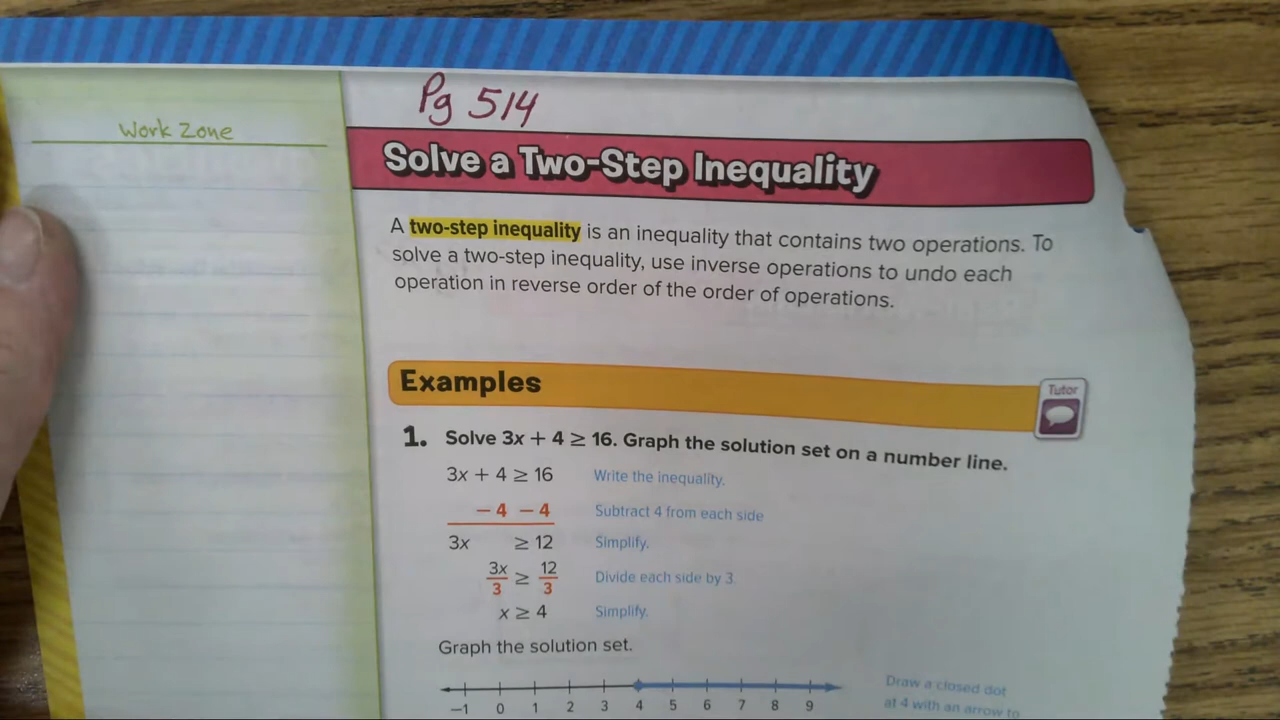 Pg 514
Work Zone
Solve a Two-Step Inequality
A two-step inequality is an inequality that contains two operations. To
solve a two-step inequality, use inverse operations to undo each
operation in reverse order of the order of operations.
Examples
Tutor
1. Solve 3x + 4 ≥ 16. Graph the solution set on a number line.
3x + 4 ≥ 16 Write the inequality.
− 4 − 4 Subtract 4 from each side
3x ≥ 12 Simplify.
3x/3 ≥ 12/3 Divide each side by 3.
x ≥ 4 Simplify.
Graph the solution set.
−1 0 1 2 3 4 5 6 7 8 9
Draw a closed dot
at 4 with an arrow to